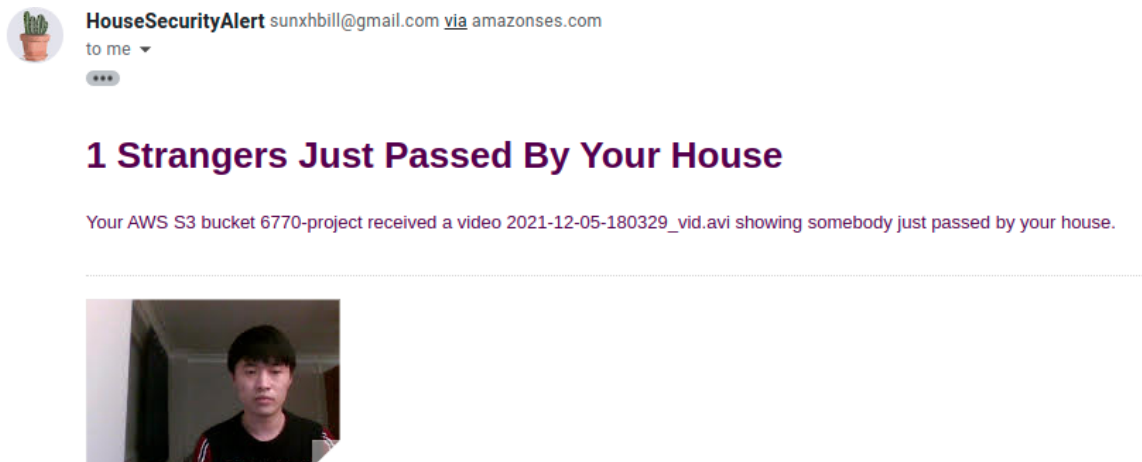 HouseSecurityAlert sunxhbill@gmail.com via amazonses.com
to me
1 Strangers Just Passed By Your House
Your AWS S3 bucket 6770-project received a video 2021-12-05-180329_vid.avi showing somebody just passed by your house.